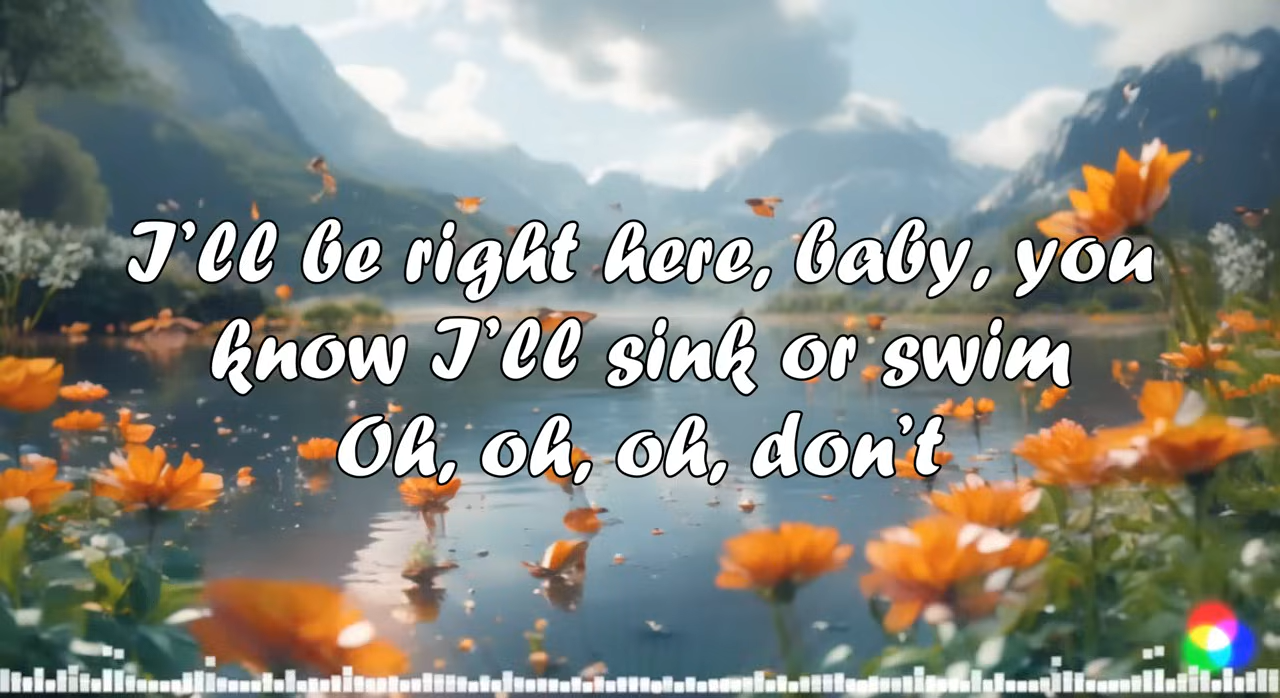 I’ll be right here, baby, you
know I’ll sink or swim
Oh, oh, oh, don’t